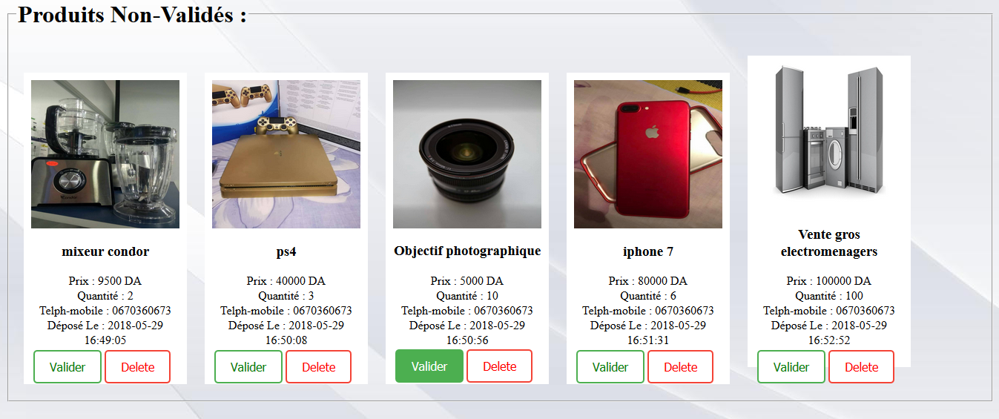 Produits Non-Validés :
mixeur condor
Prix : 9500 DA
Quantité : 2
Telph-mobile : 0670360673
Déposé Le : 2018-05-29
16:49:05
Valider
Delete
ps4
Prix : 40000 DA
Quantité : 3
Telph-mobile : 0670360673
Déposé Le : 2018-05-29
16:50:08
Valider
Delete
Objectif photographique
Prix : 5000 DA
Quantité : 10
Telph-mobile : 0670360673
Déposé Le : 2018-05-29
16:50:56
Valider
Delete
iphone 7
Prix : 80000 DA
Quantité : 6
Telph-mobile : 0670360673
Déposé Le : 2018-05-29
16:51:31
Valider
Delete
Vente gros
electromenagers
Prix : 100000 DA
Quantité : 100
Telph-mobile : 0670360673
Déposé Le : 2018-05-29
16:52:52
Valider
Delete